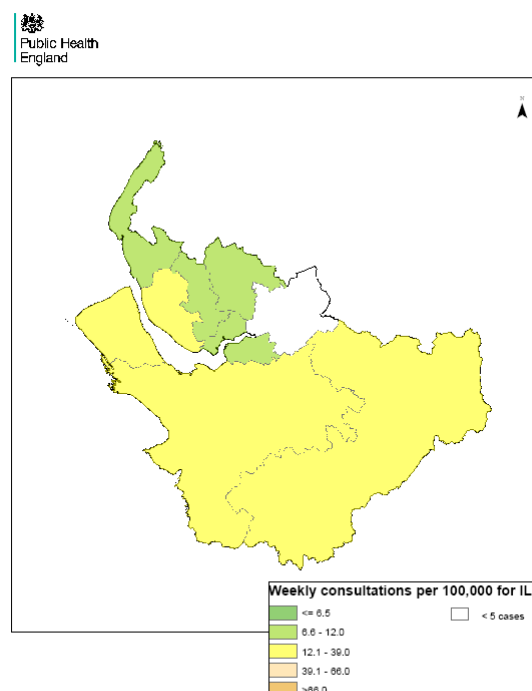 Public Health
England
N
Weekly consultations per 100,000 for IL
<= 6.5
< 5 cases
6.6 - 12.0
12.1 - 39.0
39.1 - 66.0
>66.0